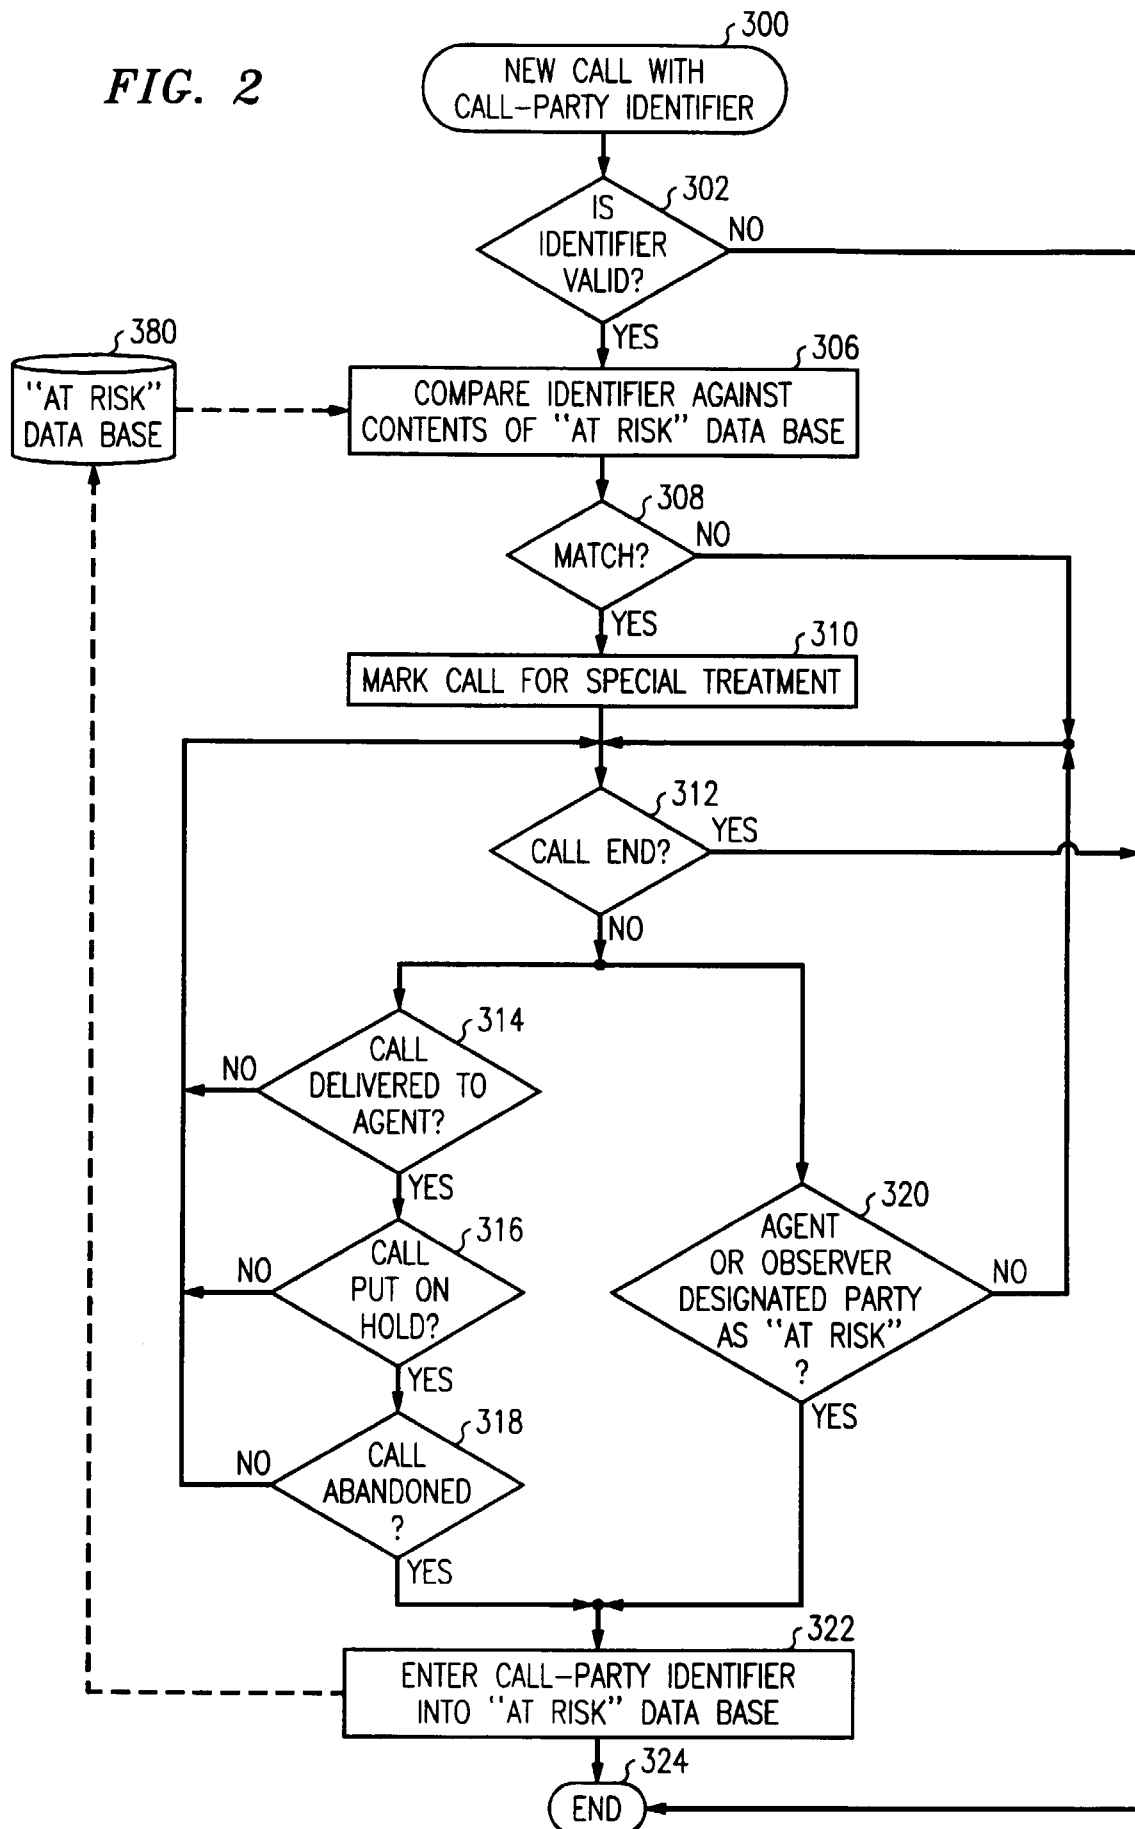 FIG. 2
300
NEW CALL WITH
CALL-PARTY IDENTIFIER
302
IS
IDENTIFIER
VALID?
NO
YES
380
"AT RISK"
DATA BASE
306
COMPARE IDENTIFIER AGAINST
CONTENTS OF "AT RISK" DATA BASE
308
MATCH?
NO
YES
310
MARK CALL FOR SPECIAL TREATMENT
312
CALL END?
YES
NO
314
CALL
DELIVERED TO
AGENT?
NO
YES
316
CALL
PUT ON
HOLD?
NO
YES
318
CALL
ABANDONED
?
NO
YES
320
AGENT
OR OBSERVER
DESIGNATED PARTY
AS "AT RISK"
?
NO
YES
322
ENTER CALL-PARTY IDENTIFIER
INTO "AT RISK" DATA BASE
324
END